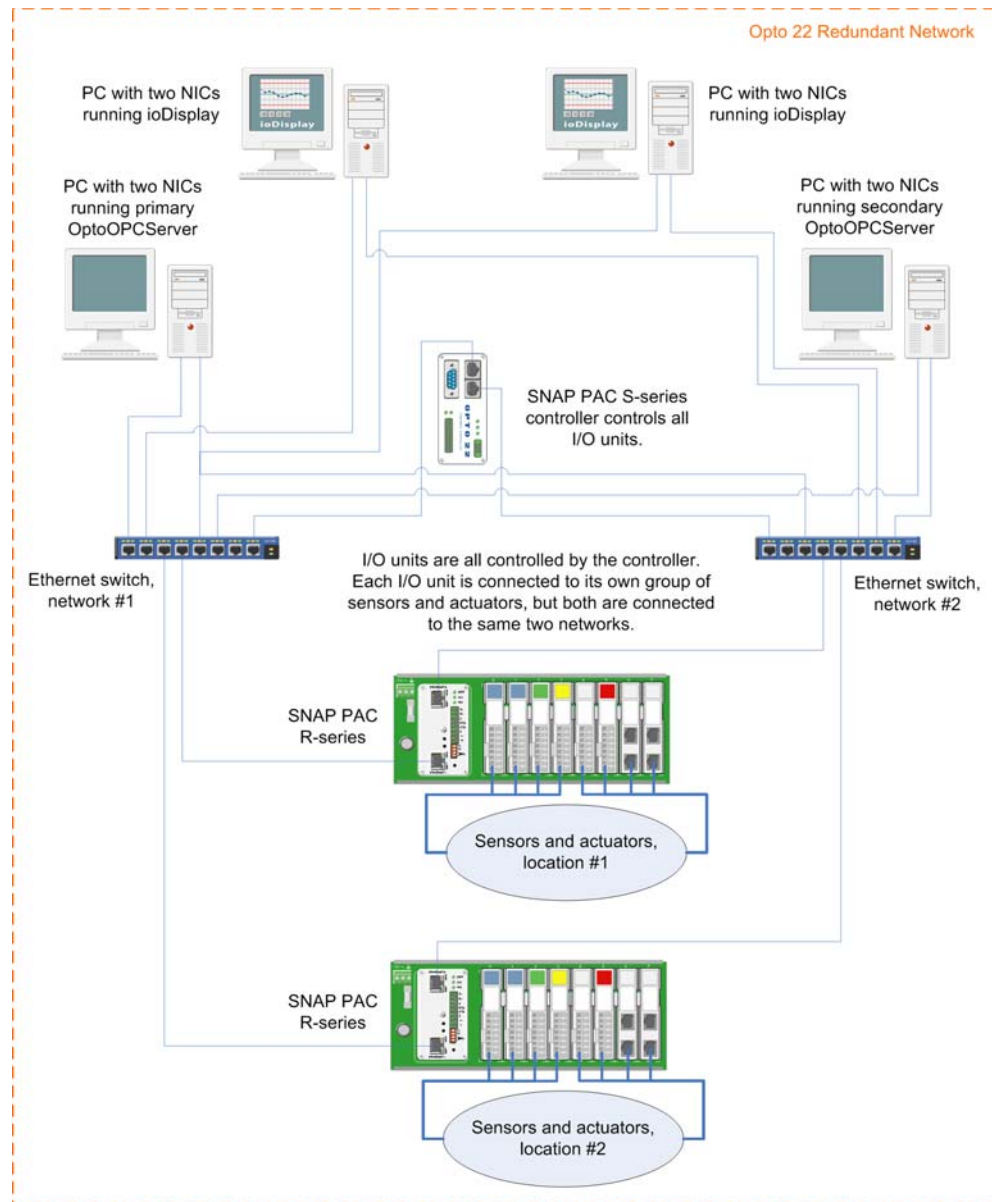 Opto 22 Redundant Network
PC with two NICs
running ioDisplay
ioDisplay
ioDisplay
PC with two NICs
running ioDisplay
PC with two NICs
running primary
OptoOPCServer
PC with two NICs
running secondary
OptoOPCServer
OPTO 22
SNAP PAC S-series
controller controls all
I/O units.
Ethernet switch,
network #1
I/O units are all controlled by the controller.
Each I/O unit is connected to its own group of
sensors and actuators, but both are connected
to the same two networks.
Ethernet switch,
network #2
SNAP PAC
R-series
Sensors and actuators,
location #1
SNAP PAC
R-series
Sensors and actuators,
location #2